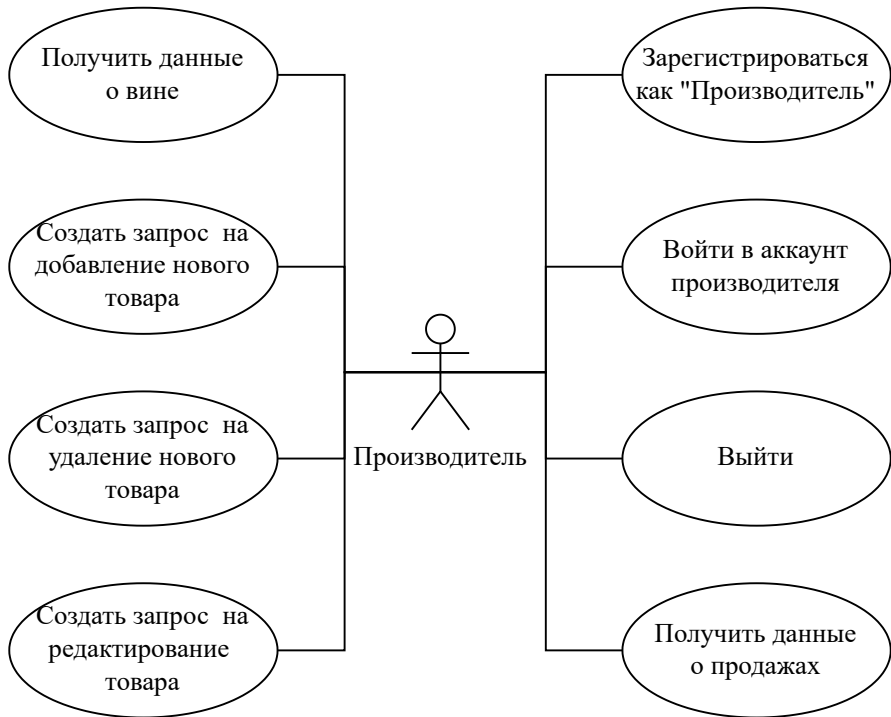 Получить данные
о вине
Создать запрос  на
добавление нового
товара
Создать запрос  на
удаление нового
товара
Создать запрос  на
редактирование
товара
Производитель
Зарегистрироваться
как "Производитель"
Войти в аккаунт
производителя
Выйти
Получить данные
о продажах